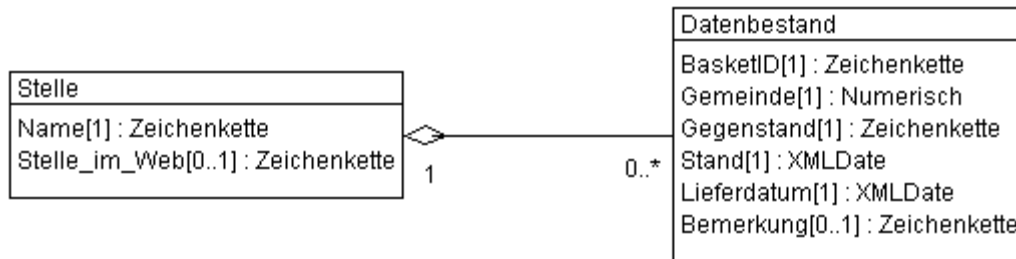 Stelle
Name[1] : Zeichenkette
Stelle_im_Web[0..1] : Zeichenkette
1
0..*
Datenbestand
BasketID[1] : Zeichenkette
Gemeinde[1] : Numerisch
Gegenstand[1] : Zeichenkette
Stand[1] : XMLDate
Lieferdatum[1] : XMLDate
Bemerkung[0..1] : Zeichenkette